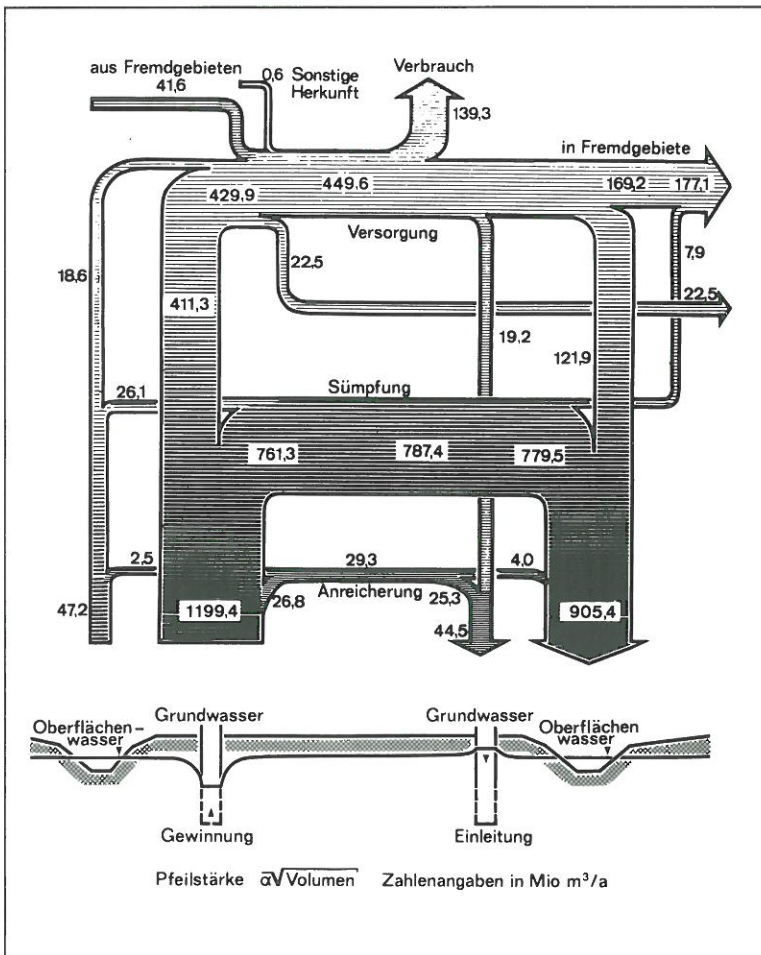 aus Fremdgebieten
41,6
0,6 Sonstige
Herkunft
Verbrauch
139,3
in Fremdgebiete
429,9
449.6
169,2
177,1
Versorgung
7,9
18,6
22,5
22,5
411,3
19,2
121,9
26,1
Sümpfung
761,3
787,4
779,5
2,5
29,3
4,0
47,2
1199,4
26,8
Anreicherung
25,3
905,4
44,5
Grundwasser
Grundwasser
Oberflächen-
wasser
Oberflächen
wasser
Gewinnung
Einleitung
Pfeilstärke α√Volumen Zahlenangaben in Mio m³/a